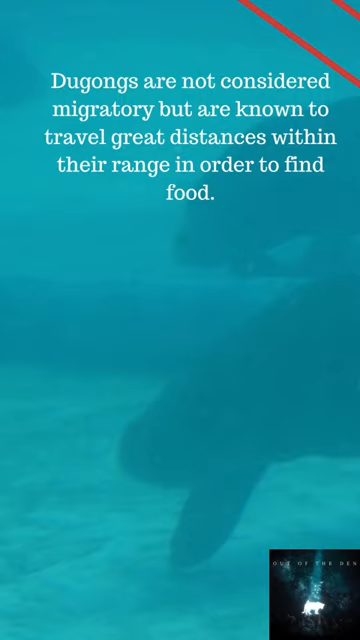 Dugongs are not considered
migratory but are known to
travel great distances within
their range in order to find
food.
OUT OF THE DEN